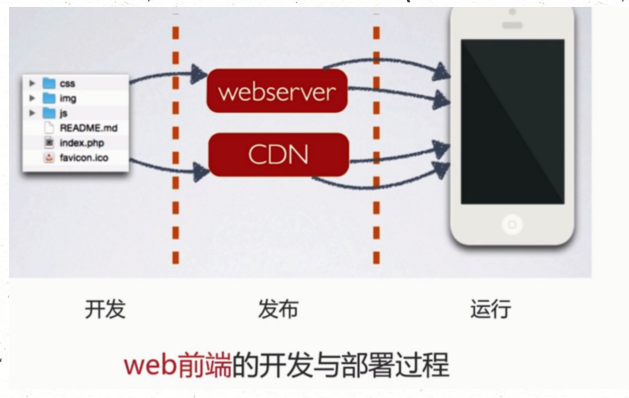 css
img
js
README.md
index.php
favicon.ico
webserver
CDN
开发
发布
运行
web前端的开发与部署过程